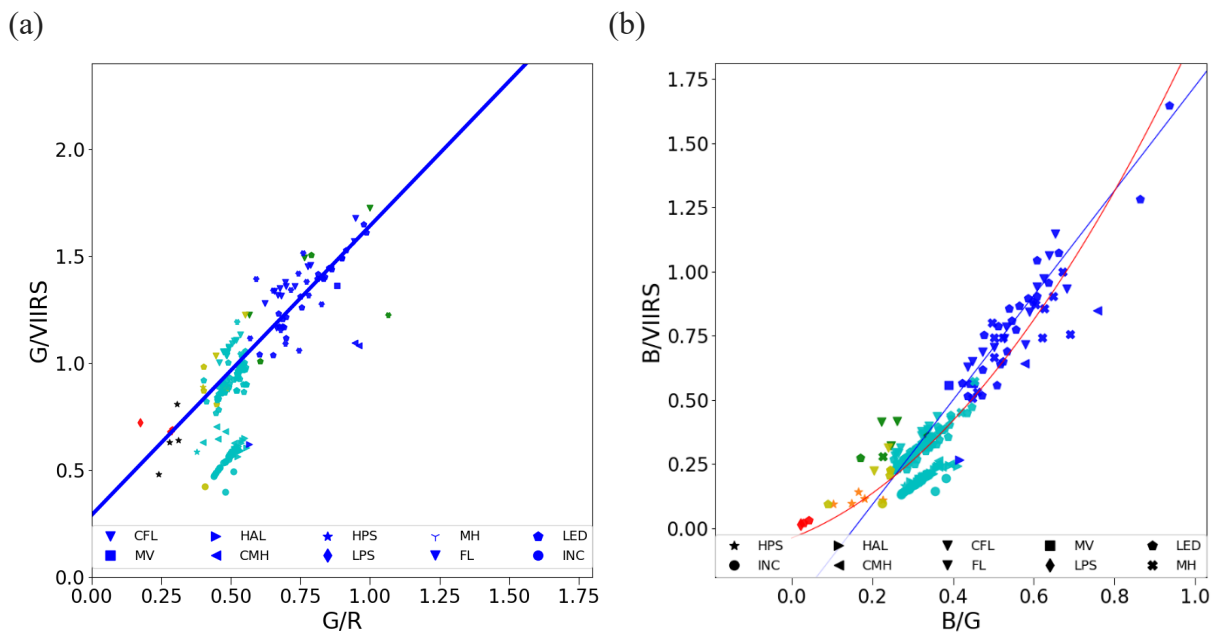 (a)
(b)
G/VIIRS
2.0
1.5
1.0
0.5
0.0
CFL HAL HPS MH LED
MV CMH LPS FL INC
0.00 0.25 0.50 0.75 1.00 1.25 1.50 1.75
G/R
B/VIIRS
1.75
1.50
1.25
1.00
0.75
0.50
0.25
0.00
HPS HAL CFL MV LED
INC CMH FL LPS MH
0.0 0.2 0.4 0.6 0.8 1.0
B/G